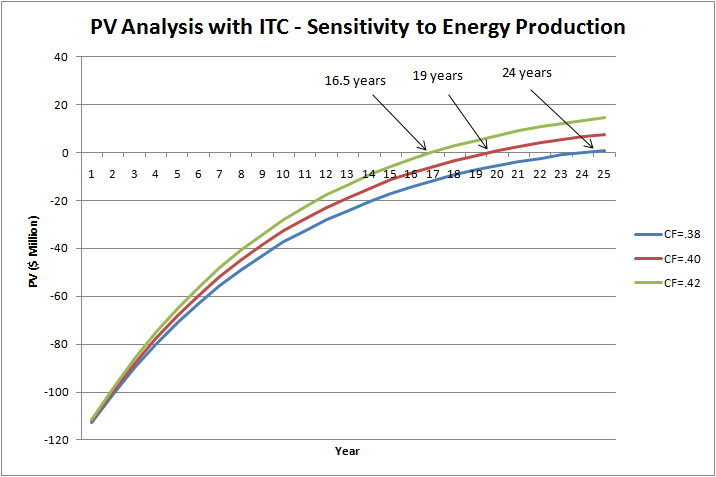 PV Analysis with ITC - Sensitivity to Energy Production
40
20
0
-20
-40
-60
-80
-100
-120
PV ($ Million)
16.5 years
19 years
24 years
1 2 3 4 5 6 7 8 9 10 11 12 13 14 15 16 17 18 19 20 21 22 23 24 25
Year
CF=.38
CF=.40
CF=.42